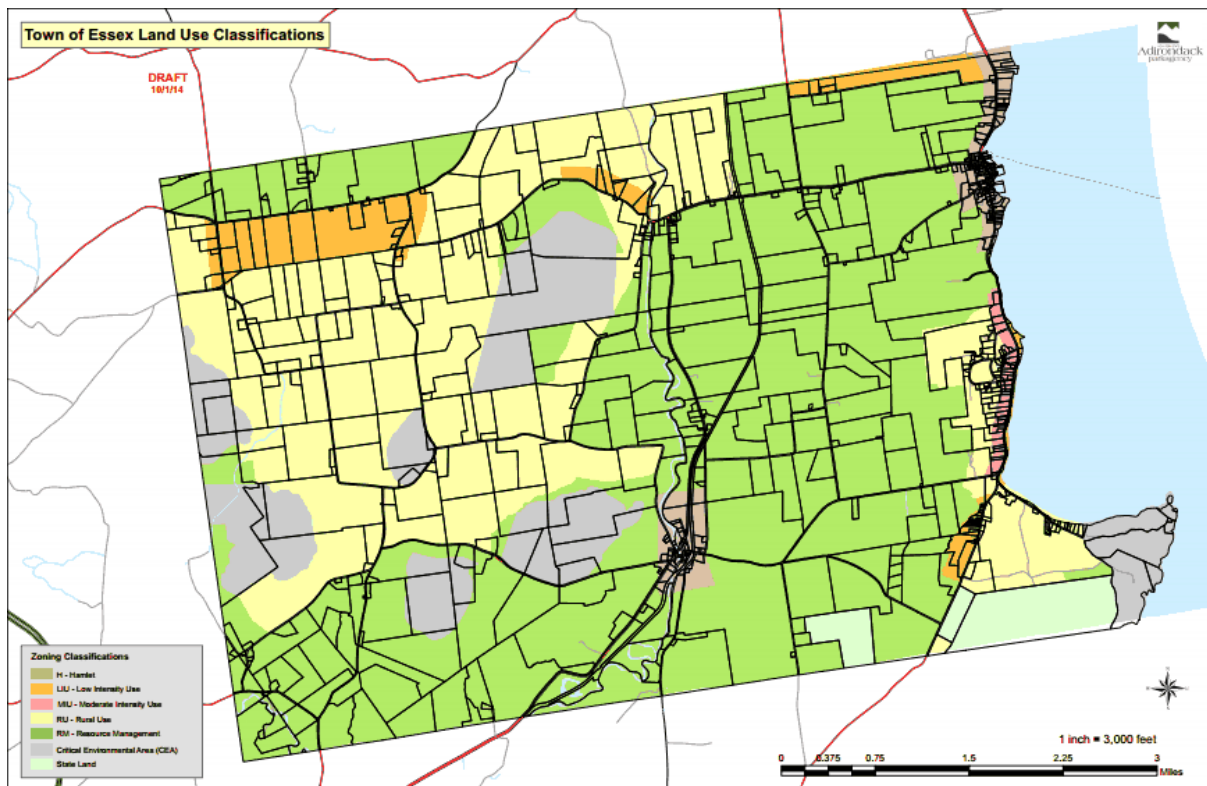 Town of Essex Land Use Classifications
DRAFT
10/1/14
Adirondack
parkagency
Zoning Classifications
H - Hamlet
LIU - Low Intensity Use
MIU - Moderate Intensity Use
RU - Rural Use
RM - Resource Management
Critical Environmental Area (CEA)
State Land
1 inch = 3,000 feet
0 0.375 0.75 1.5 2.25 3
Miles